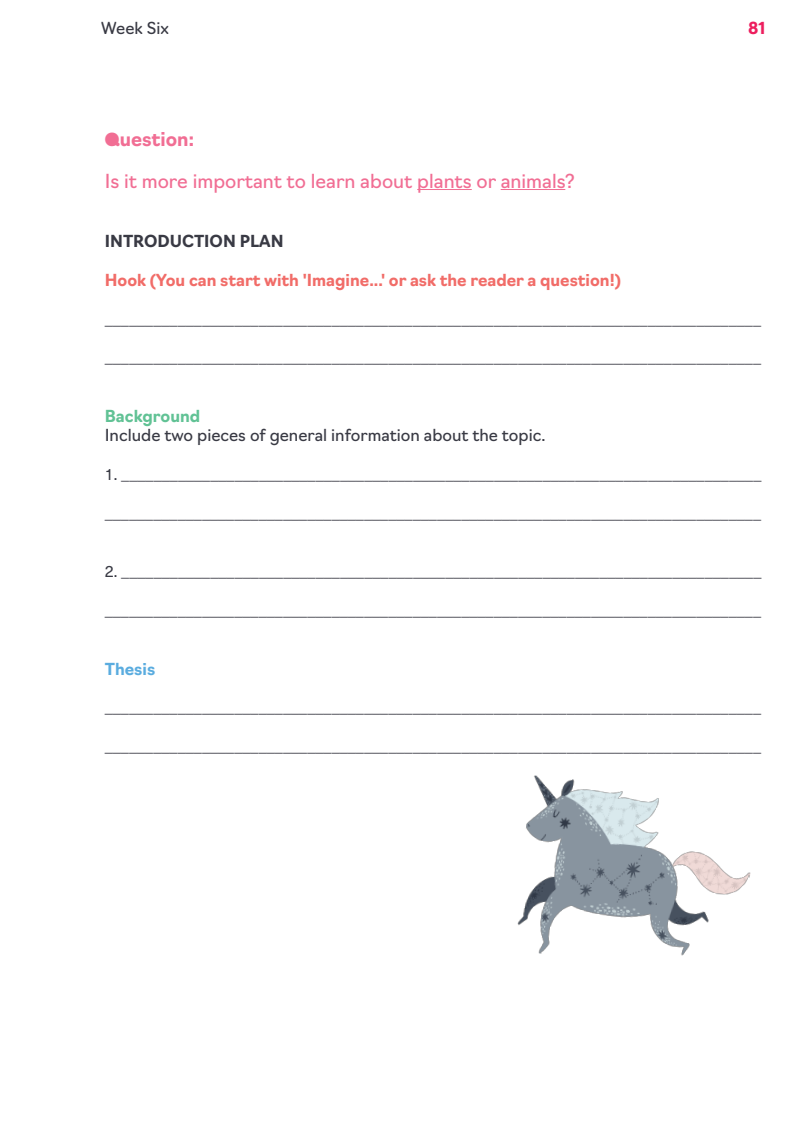 Week Six
81
Question:
Is it more important to learn about plants or animals?
INTRODUCTION PLAN
Hook (You can start with 'Imagine...' or ask the reader a question!)
Background
Include two pieces of general information about the topic.
1.
2.
Thesis